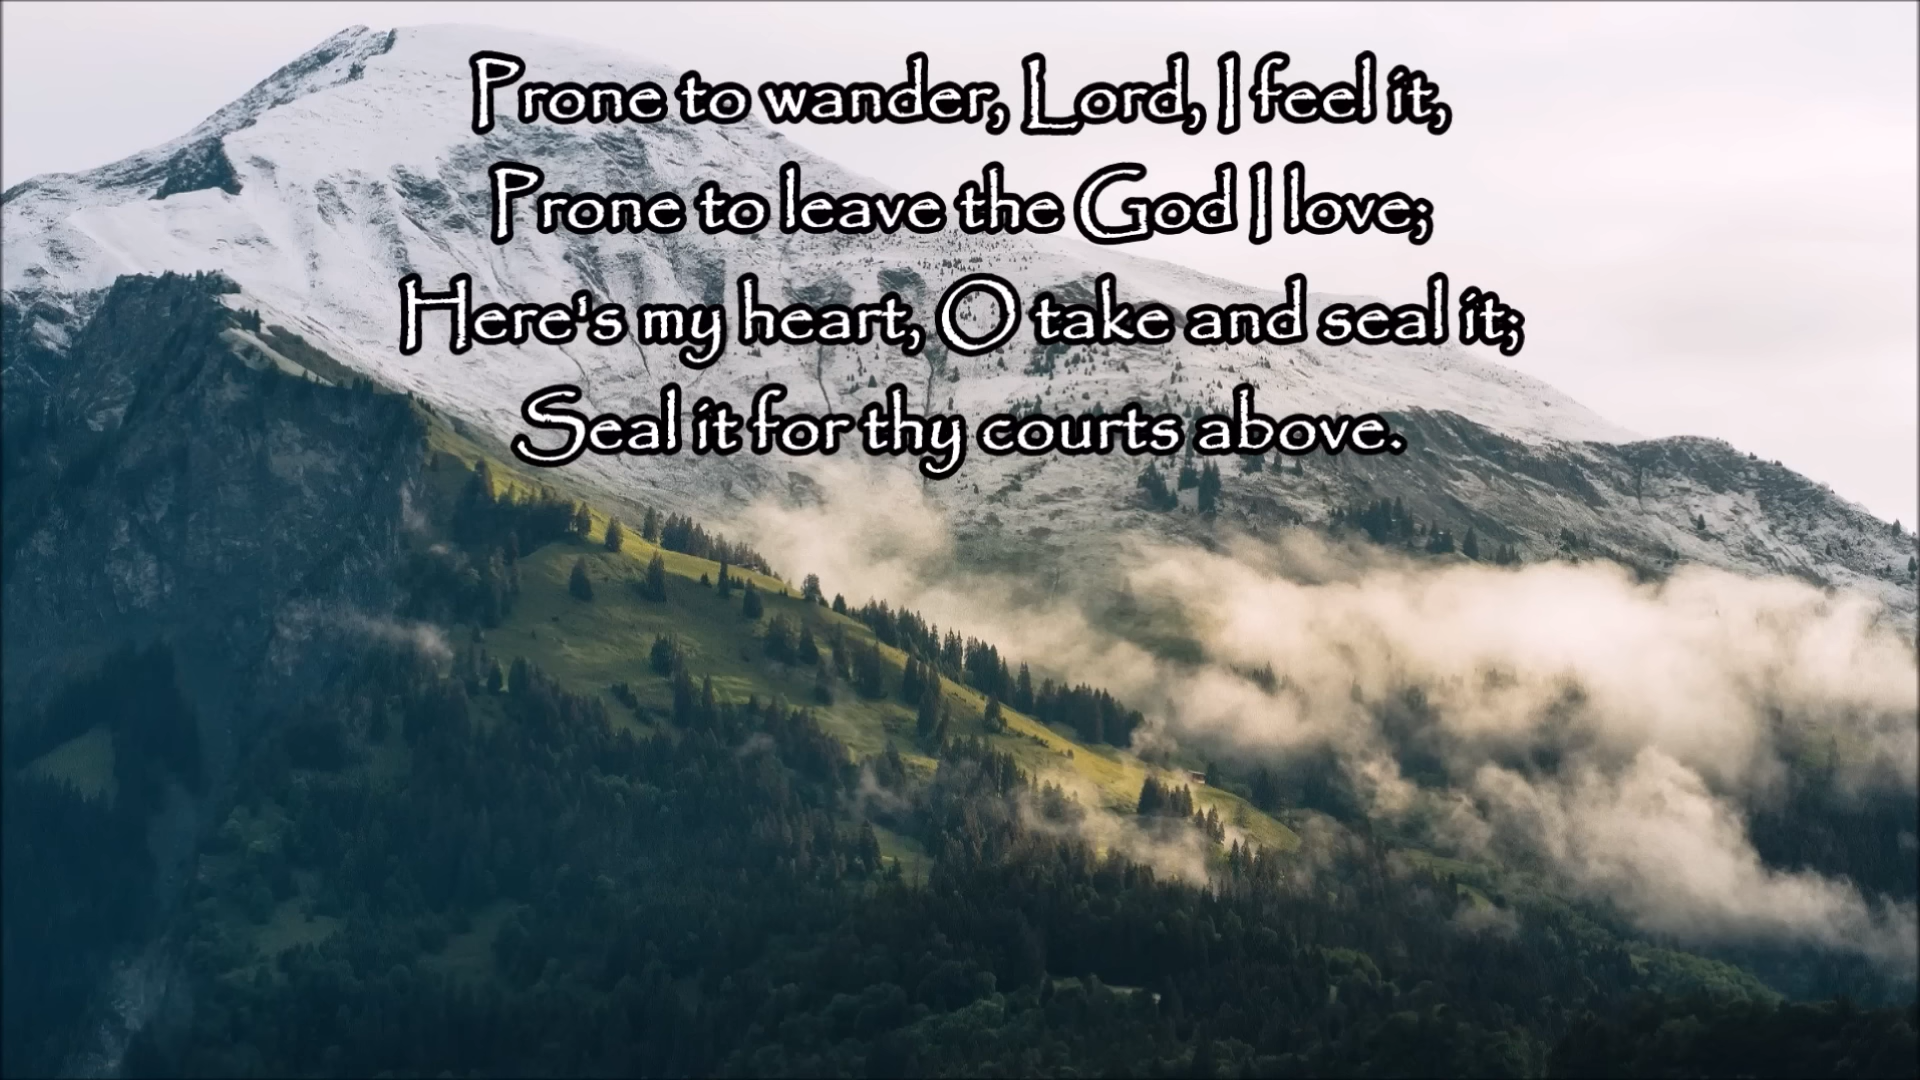 Prone to wander, Lord, I feel it,
Prone to leave the God I love;
Here's my heart, O take and seal it;
Seal it for thy courts above.